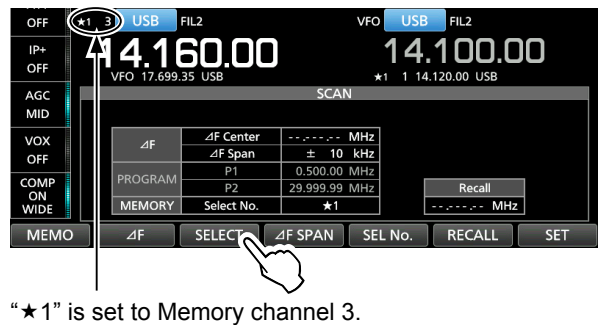 OFF ★1 3 USB FIL2 VFO USB FIL2
IP+
OFF
14.160.00 14.100.00
VFO 17.699.35 USB ★1 1 14.120.00 USB
AGC
MID
SCAN
VOX
OFF
COMP
ON
WIDE
⊿F ⊿F Center --.---.-- MHz
⊿F Span ± 10 kHz
PROGRAM P1 0.500.00 MHz
P2 29.999.99 MHz
MEMORY Select No. ★1
Recall
--.---.-- MHz
MEMO ⊿F SELECT ⊿F SPAN SEL No. RECALL SET
“★1” is set to Memory channel 3.